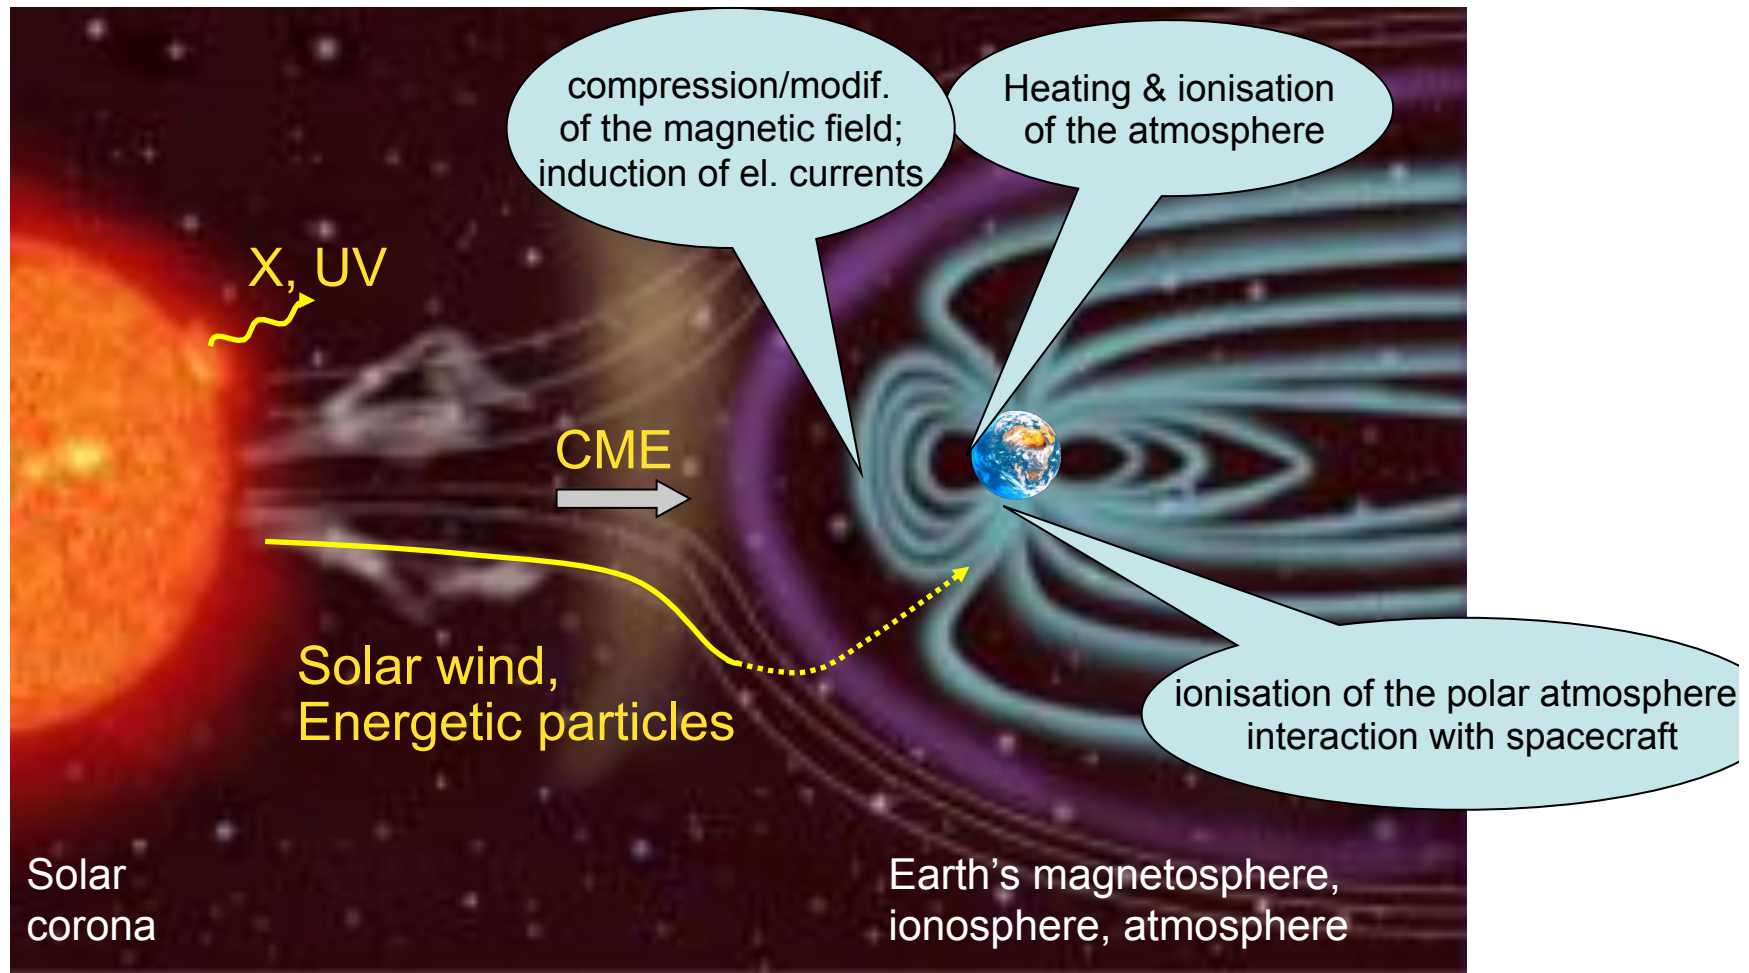 compression/modif.
of the magnetic field;
induction of el. currents
Heating & ionisation
of the atmosphere
X, UV
CME
Solar wind,
Energetic particles
ionisation of the polar atmosphere
interaction with spacecraft
Solar
corona
Earth’s magnetosphere,
ionosphere, atmosphere